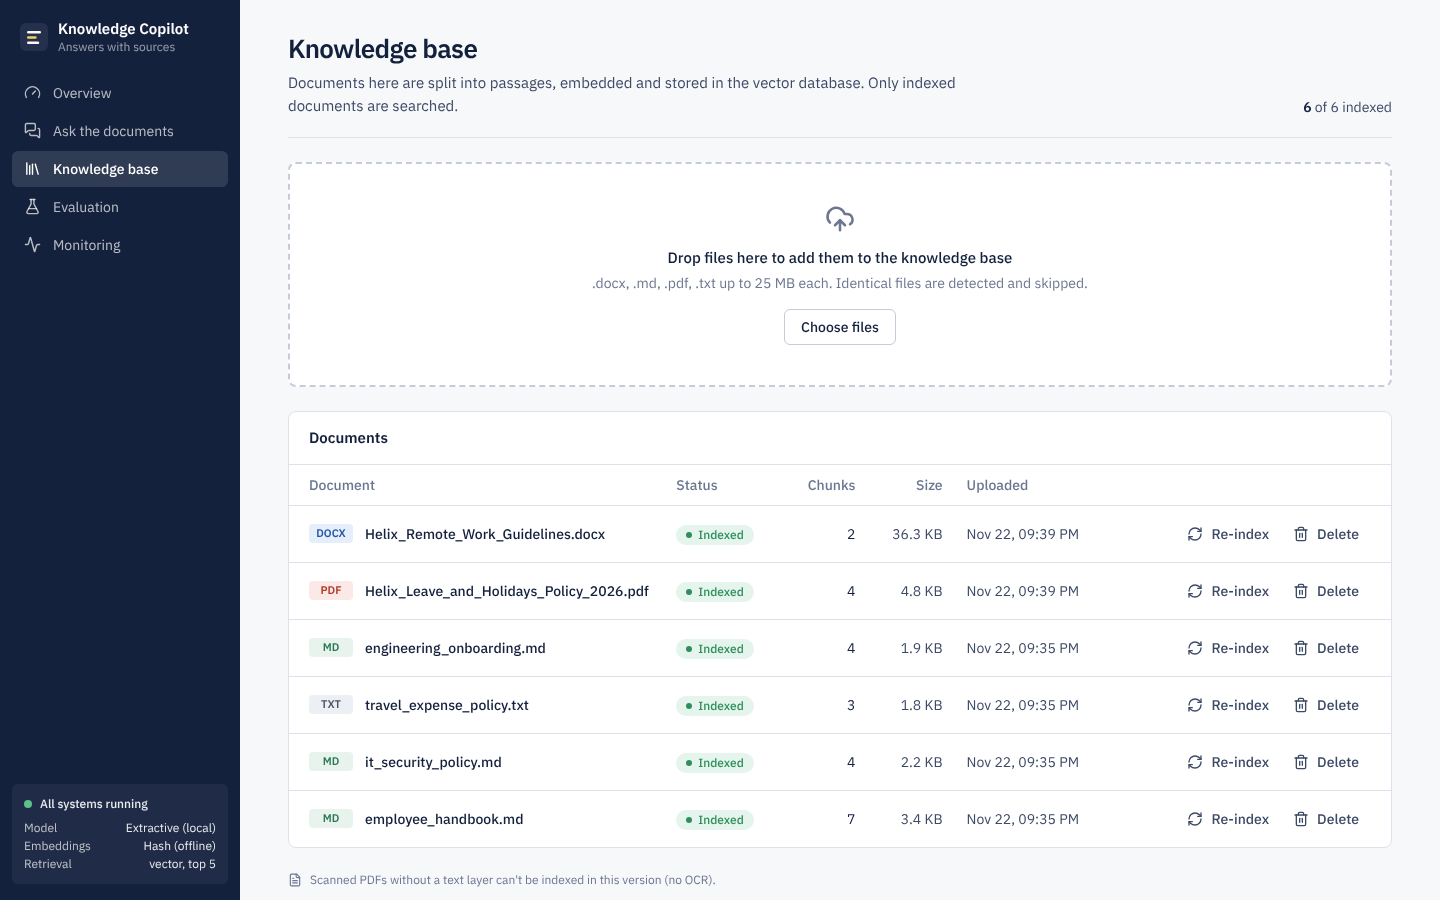 Knowledge Copilot
Answers with sources
Overview
Ask the documents
Knowledge base
Evaluation
Monitoring
All systems running
Model Extractive (local)
Embeddings Hash (offline)
Retrieval vector, top 5
Knowledge base
Documents here are split into passages, embedded and stored in the vector database. Only indexed
documents are searched.
6 of 6 indexed
Drop files here to add them to the knowledge base
.docx, .md, .pdf, .txt up to 25 MB each. Identical files are detected and skipped.
Choose files
Documents
Document Status Chunks Size Uploaded
DOCX Helix_Remote_Work_Guidelines.docx Indexed 2 36.3 KB Nov 22, 09:39 PM Re-index Delete
PDF Helix_Leave_and_Holidays_Policy_2026.pdf Indexed 4 4.8 KB Nov 22, 09:39 PM Re-index Delete
MD engineering_onboarding.md Indexed 4 1.9 KB Nov 22, 09:35 PM Re-index Delete
TXT travel_expense_policy.txt Indexed 3 1.8 KB Nov 22, 09:35 PM Re-index Delete
MD it_security_policy.md Indexed 4 2.2 KB Nov 22, 09:35 PM Re-index Delete
MD employee_handbook.md Indexed 7 3.4 KB Nov 22, 09:35 PM Re-index Delete
Scanned PDFs without a text layer can't be indexed in this version (no OCR).